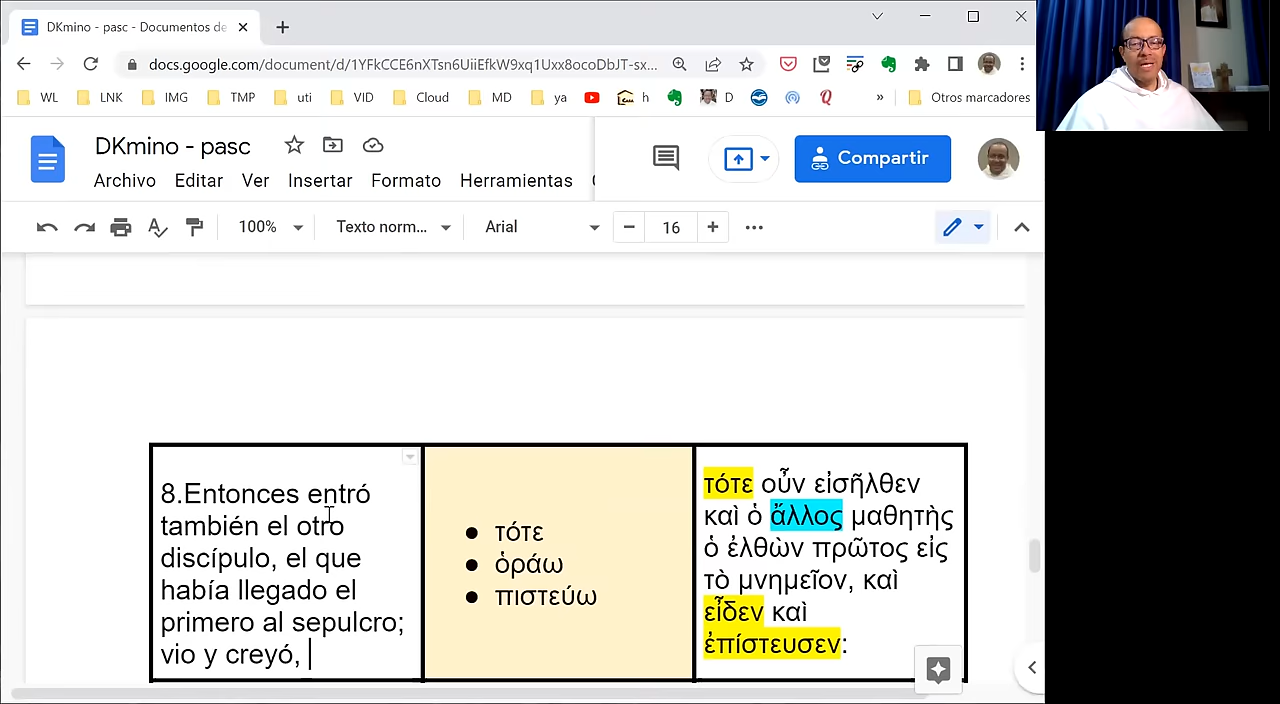 DKmino - pasc - Documentos de
docs.google.com/document/d/1YFkCCE6nXTspUUiiEfkW9xq1Uxx8ocoDbJT-sx...
WL LNK IMG TMP uti VID Cloud MD ya h D » Otros marcadores
DKmino - pasc
Compartir
Archivo Editar Ver Insertar Formato Herramientas
100% Texto norm... Arial 16
8.Entonces entró
también el otro
discípulo, el que
había llegado el
primero al sepulcro;
vio y creyó,
τότε
ὁράω
πιστεύω
τότε οὖν εἰσῆλθεν
καὶ ὁ ἄλλος μαθητὴς
ὁ ἐλθὼν πρῶτος εἰς
τὸ μνημεῖον, καὶ
εἶδεν καὶ
ἐπίστευσεν: